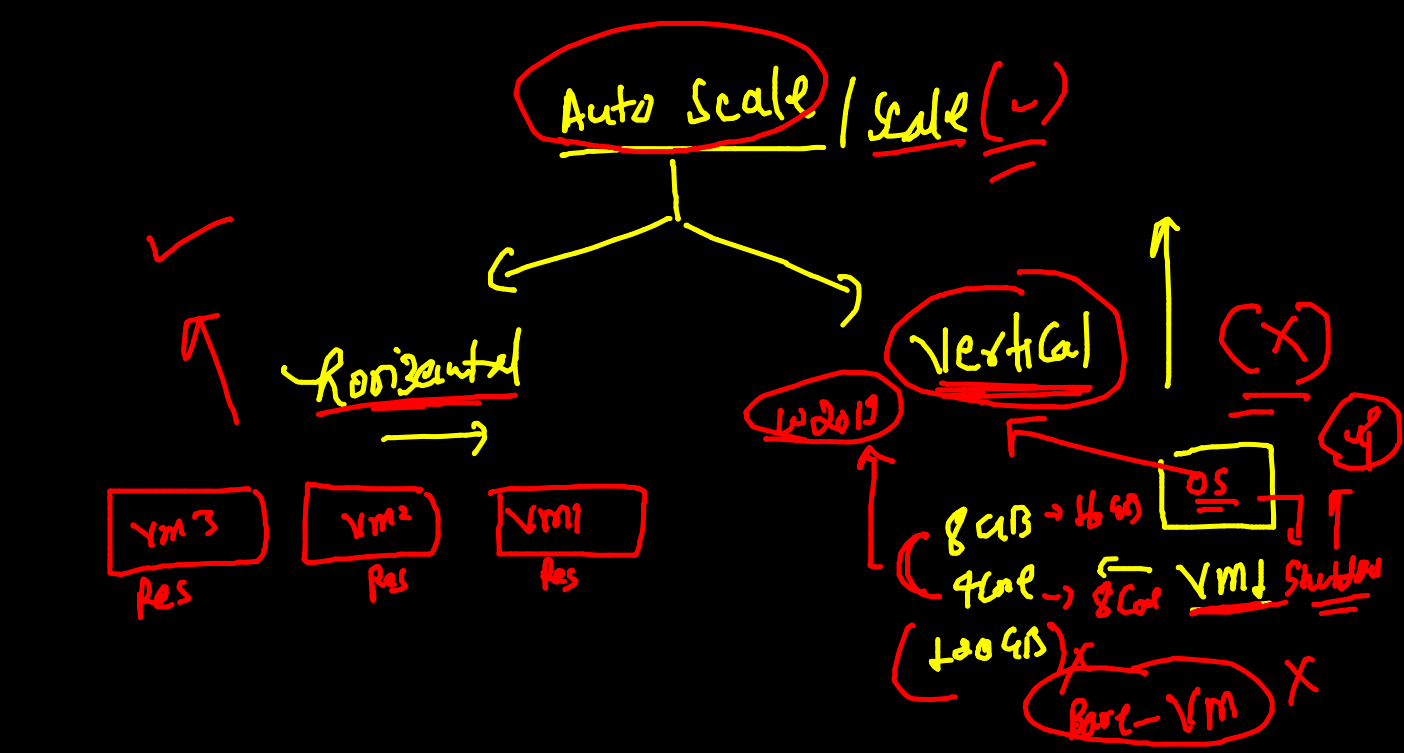 Auto Scale / Scale (✓)
Horizontal
Vertical
(X)
W2019
OS
VM3
VM2
VM1
8GB → 16GB
Res
Res
Res
4Core → 8Core
VM1
Shutdown
120GB
X
Base-VM
X